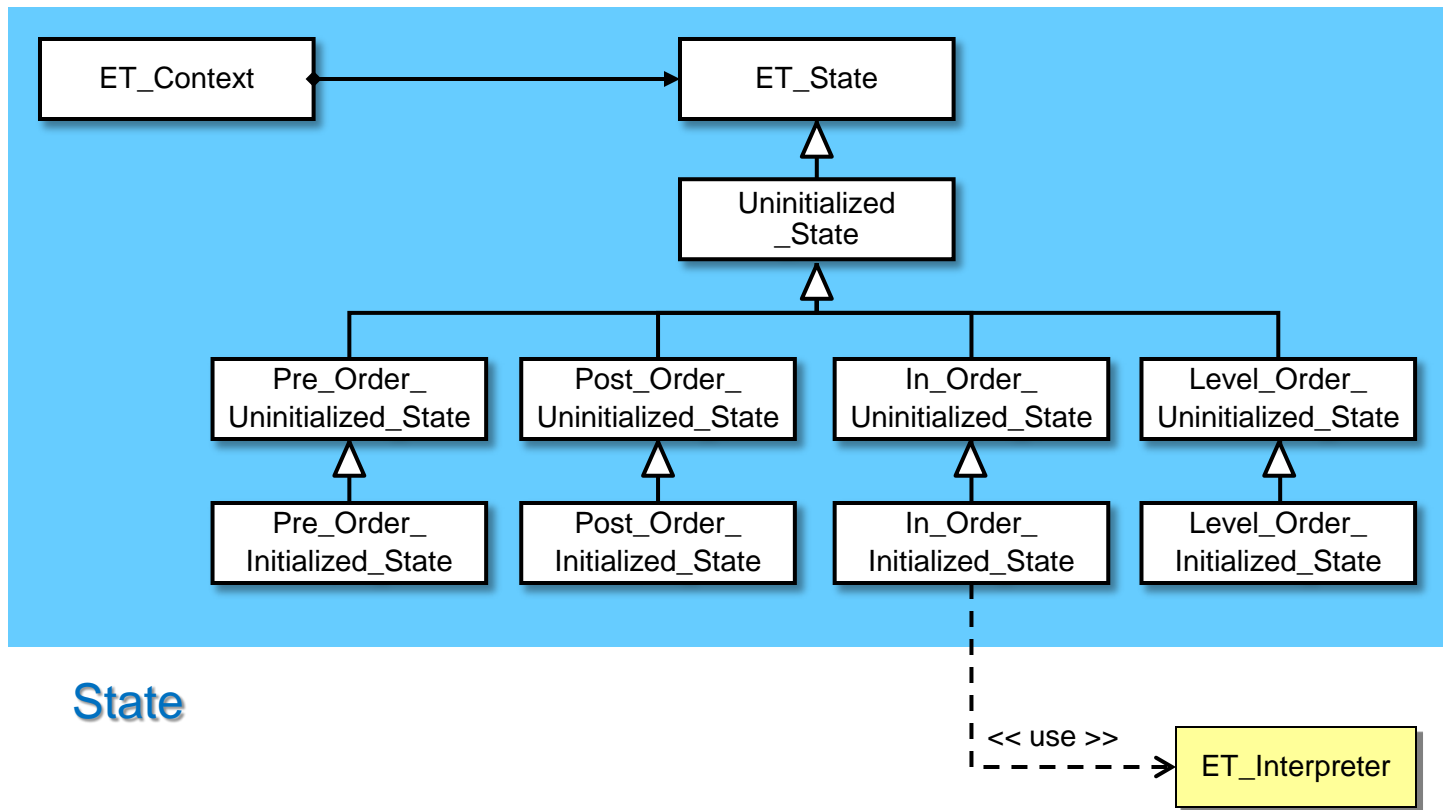 ET_Context
ET_State
Uninitialized
_State
Pre_Order_
Uninitialized_State
Post_Order_
Uninitialized_State
In_Order_
Uninitialized_State
Level_Order_
Uninitialized_State
Pre_Order_
Initialized_State
Post_Order_
Initialized_State
In_Order_
Initialized_State
Level_Order_
Initialized_State
State
<< use >>
ET_Interpreter